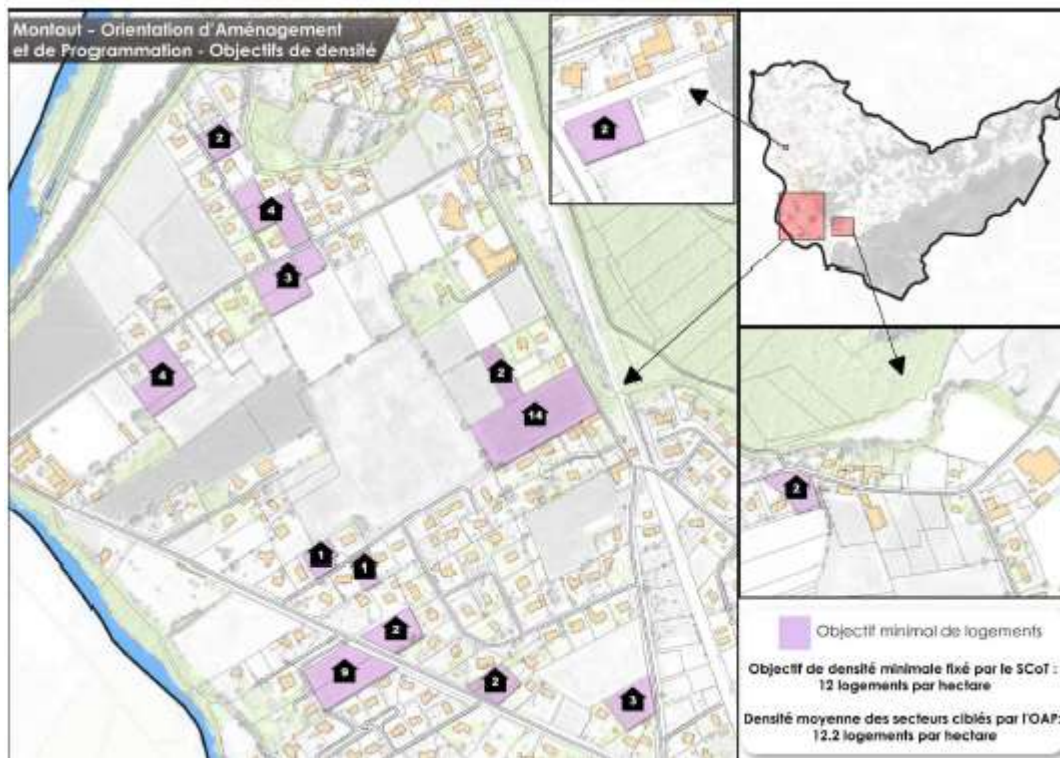 Montaut – Orientation d'Aménagement
et de Programmation - Objectifs de densité
2
2
4
3
4
2
14
2
1
1
2
9
2
3
Objectif minimal de logements
Objectif de densité minimale fixé par le SCoT :
12 logements par hectare
Densité moyenne des secteurs ciblés par l'OAP:
12.2 logements par hectare